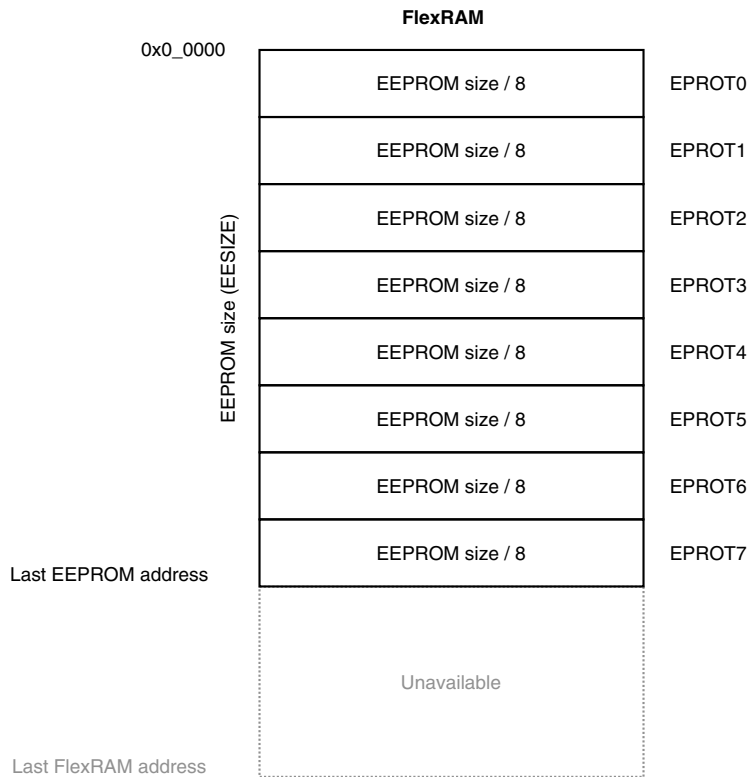 FlexRAM
0x0_0000
EEPROM size / 8 EPROT0
EEPROM size / 8 EPROT1
EEPROM size / 8 EPROT2
EEPROM size / 8 EPROT3
EEPROM size (EESIZE)
EEPROM size / 8 EPROT4
EEPROM size / 8 EPROT5
EEPROM size / 8 EPROT6
EEPROM size / 8 EPROT7
Last EEPROM address
Unavailable
Last FlexRAM address